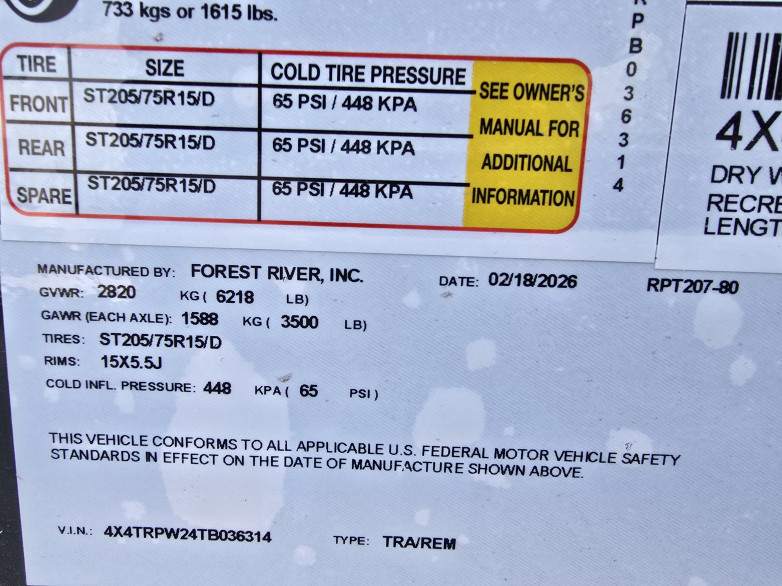 733 kgs or 1615 lbs.
TIRE SIZE COLD TIRE PRESSURE SEE OWNER'S MANUAL FOR ADDITIONAL INFORMATION
FRONT ST205/75R15/D 65 PSI / 448 KPA
REAR ST205/75R15/D 65 PSI / 448 KPA
SPARE ST205/75R15/D 65 PSI / 448 KPA
PB036314
4X
DRY
RECRE
LENGT
MANUFACTURED BY: FOREST RIVER, INC. DATE: 02/18/2026 RPT207-80
GVWR: 2820 KG ( 6218 LB)
GAWR (EACH AXLE): 1588 KG ( 3500 LB)
TIRES: ST205/75R15/D
RIMS: 15X5.5J
COLD INFL. PRESSURE: 448 KPA ( 65 PSI )
THIS VEHICLE CONFORMS TO ALL APPLICABLE U.S. FEDERAL MOTOR VEHICLE SAFETY
STANDARDS IN EFFECT ON THE DATE OF MANUFACTURE SHOWN ABOVE.
V.I.N.: 4X4TRPW24TB036314 TYPE: TRA/REM